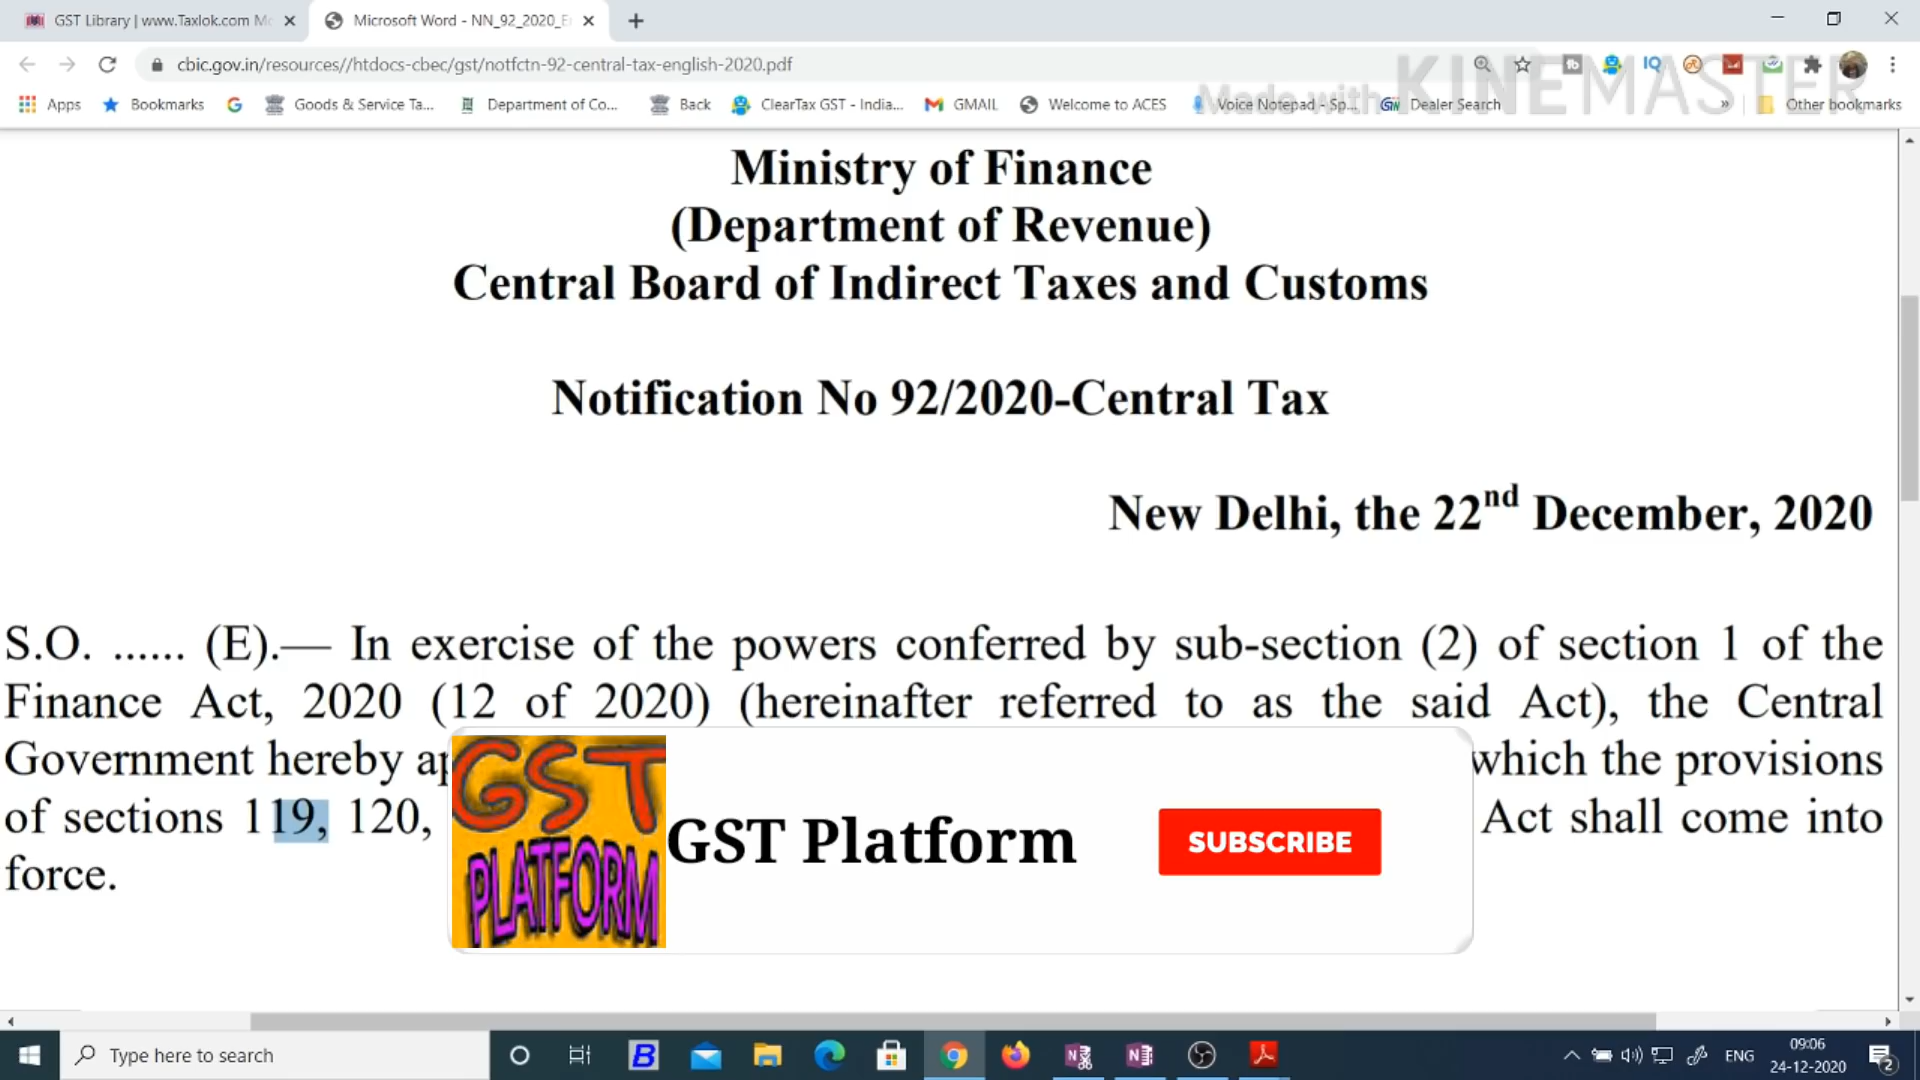 GST Library | www.Taxlok.com Mo
Microsoft Word - NN_92_2020_E
cbic.gov.in/resources//htdocs-cbec/gst/notfctn-92-central-tax-english-2020.pdf
Made with KINEMASTER
Apps
Bookmarks
Goods & Service Ta...
Department of Co...
Back
ClearTax GST - India...
GMAIL
Welcome to ACES
Voice Notepad - Sp...
Dealer Search
»
Other bookmarks
Ministry of Finance
(Department of Revenue)
Central Board of Indirect Taxes and Customs
Notification No 92/2020-Central Tax
New Delhi, the 22nd December, 2020
S.O. ...... (E).— In exercise of the powers conferred by sub-section (2) of section 1 of the
Finance Act, 2020 (12 of 2020) (hereinafter referred to as the said Act), the Central
Government hereby ap which the provisions
of sections 119, 120, Act shall come into
force.
GST
PLATFORM
GST Platform
SUBSCRIBE
Type here to search
ENG
09:06
24-12-2020
2